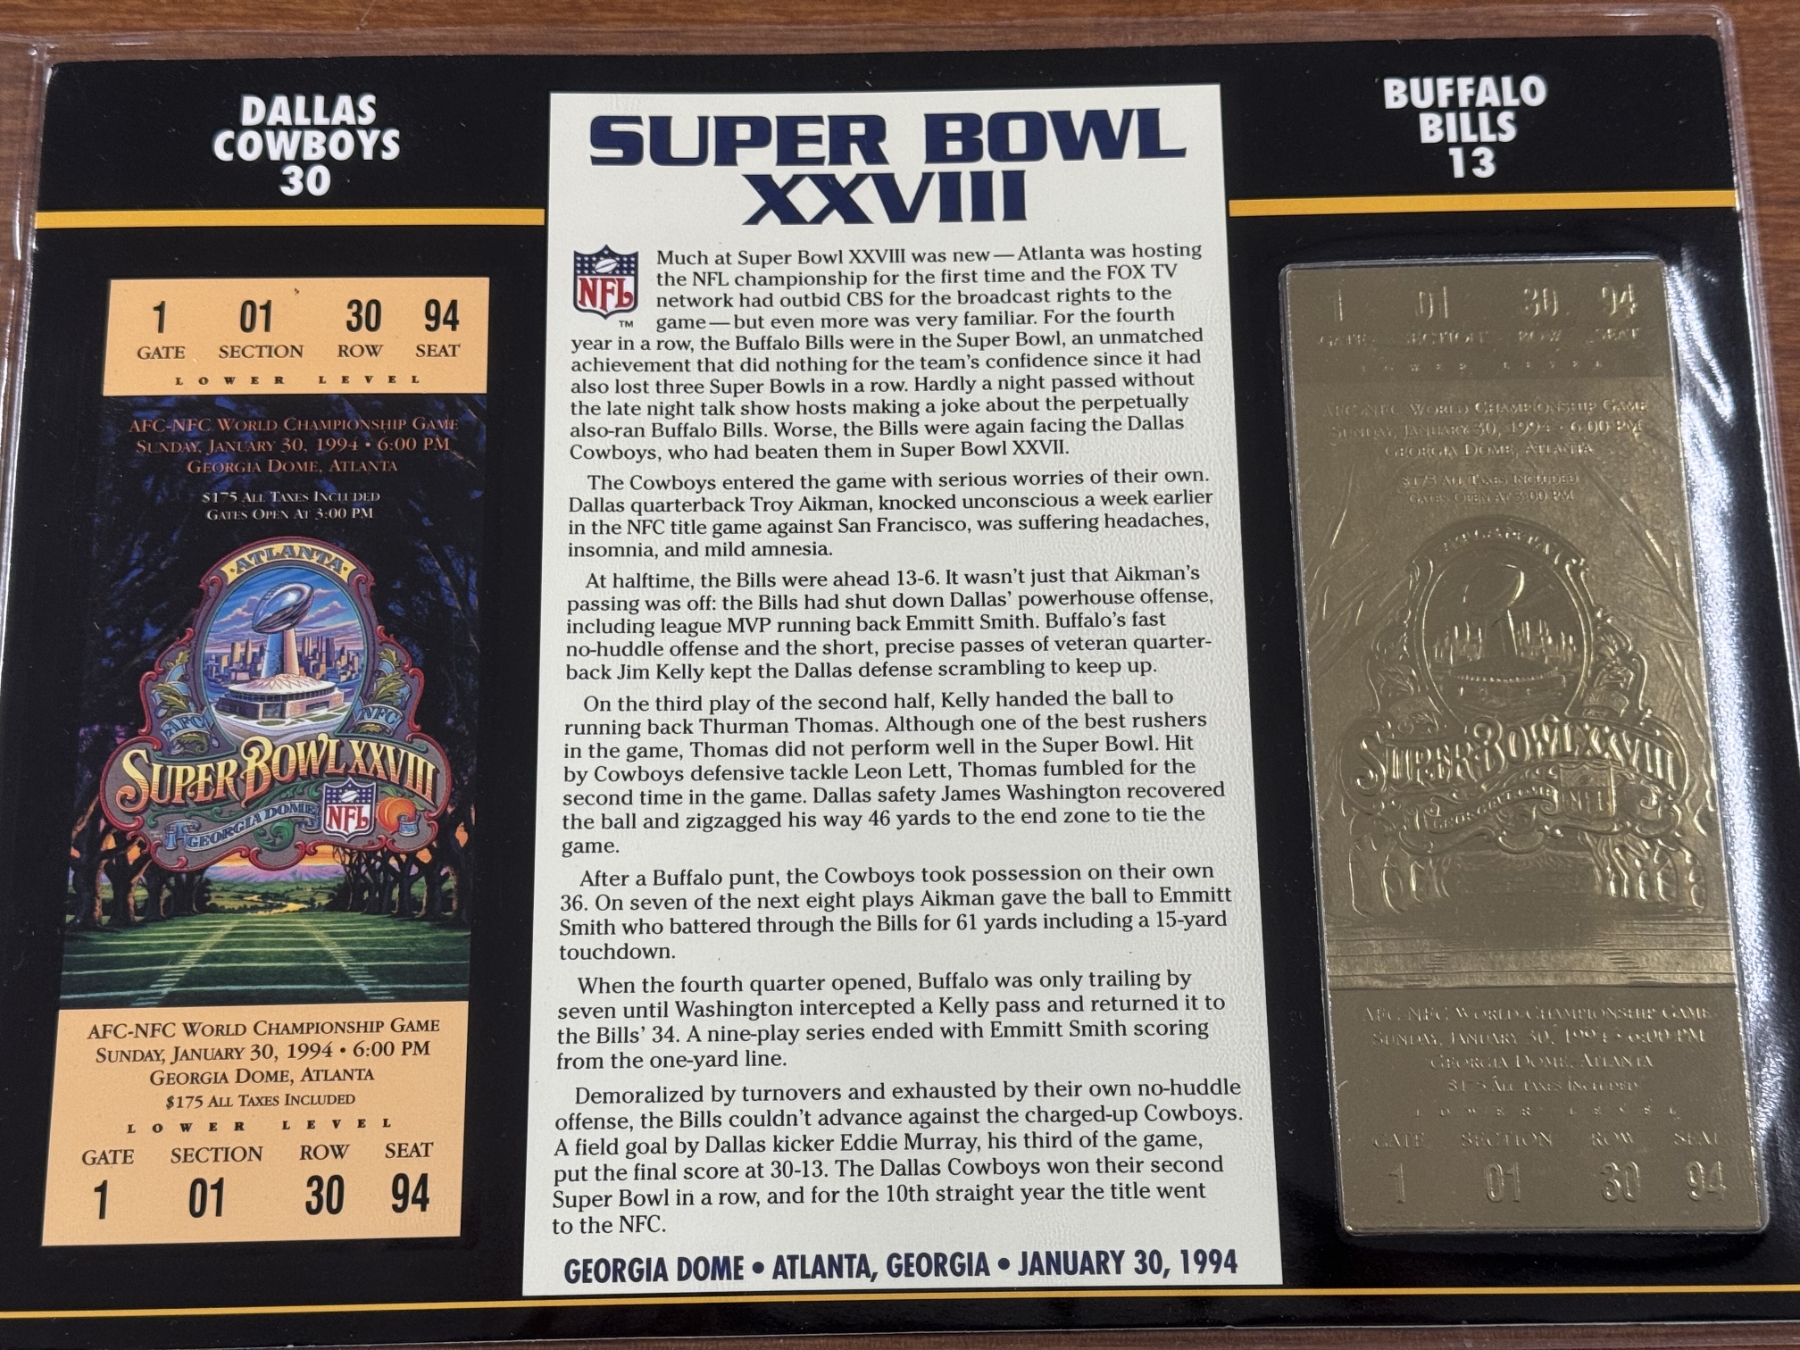 DALLAS
COWBOYS
30
1 01 30 94
GATE SECTION ROW SEAT
LOWER LEVEL
AFC-NFC WORLD CHAMPIONSHIP GAME
SUNDAY, JANUARY 30, 1994 • 6:00 PM
GEORGIA DOME, ATLANTA
$175 ALL TAXES INCLUDED
GATES OPEN AT 3:00 PM
ATLANTA
AFC NFC
SUPER BOWL XXVIII
GEORGIA DOME
NFL
AFC-NFC WORLD CHAMPIONSHIP GAME
SUNDAY, JANUARY 30, 1994 • 6:00 PM
GEORGIA DOME, ATLANTA
$175 ALL TAXES INCLUDED
LOWER LEVEL
GATE SECTION ROW SEAT
1 01 30 94
SUPER BOWL
XXVIII
NFL
TM
Much at Super Bowl XXVIII was new — Atlanta was hosting
the NFL championship for the first time and the FOX TV
network had outbid CBS for the broadcast rights to the
game — but even more was very familiar. For the fourth
year in a row, the Buffalo Bills were in the Super Bowl, an unmatched
achievement that did nothing for the team's confidence since it had
also lost three Super Bowls in a row. Hardly a night passed without
the late night talk show hosts making a joke about the perpetually
also-ran Buffalo Bills. Worse, the Bills were again facing the Dallas
Cowboys, who had beaten them in Super Bowl XXVII.
The Cowboys entered the game with serious worries of their own.
Dallas quarterback Troy Aikman, knocked unconscious a week earlier
in the NFC title game against San Francisco, was suffering headaches,
insomnia, and mild amnesia.
At halftime, the Bills were ahead 13-6. It wasn't just that Aikman's
passing was off: the Bills had shut down Dallas' powerhouse offense,
including league MVP running back Emmitt Smith. Buffalo's fast
no-huddle offense and the short, precise passes of veteran quarter-
back Jim Kelly kept the Dallas defense scrambling to keep up.
On the third play of the second half, Kelly handed the ball to
running back Thurman Thomas. Although one of the best rushers
in the game, Thomas did not perform well in the Super Bowl. Hit
by Cowboys defensive tackle Leon Lett, Thomas fumbled for the
second time in the game. Dallas safety James Washington recovered
the ball and zigzagged his way 46 yards to the end zone to tie the
game.
After a Buffalo punt, the Cowboys took possession on their own
36. On seven of the next eight plays Aikman gave the ball to Emmitt
Smith who battered through the Bills for 61 yards including a 15-yard
touchdown.
When the fourth quarter opened, Buffalo was only trailing by
seven until Washington intercepted a Kelly pass and returned it to
the Bills' 34. A nine-play series ended with Emmitt Smith scoring
from the one-yard line.
Demoralized by turnovers and exhausted by their own no-huddle
offense, the Bills couldn't advance against the charged-up Cowboys.
A field goal by Dallas kicker Eddie Murray, his third of the game,
put the final score at 30-13. The Dallas Cowboys won their second
Super Bowl in a row, and for the 10th straight year the title went
to the NFC.
GEORGIA DOME • ATLANTA, GEORGIA • JANUARY 30, 1994
BUFFALO
BILLS
13
1 01 30 94
GATE SECTION ROW SEAT
LOWER LEVEL
AFC-NFC WORLD CHAMPIONSHIP GAME
SUNDAY, JANUARY 30, 1994 • 6:00 PM
GEORGIA DOME, ATLANTA
$175 ALL TAXES INCLUDED
GATES OPEN AT 3:00 PM
ATLANTA
SUPER BOWL XXVIII
GEORGIA DOME
NFL
AFC-NFC WORLD CHAMPIONSHIP GAME
SUNDAY, JANUARY 30, 1994 • 6:00 PM
GEORGIA DOME, ATLANTA
$175 ALL TAXES INCLUDED
LOWER LEVEL
GATE SECTION ROW SEAT
1 01 30 94